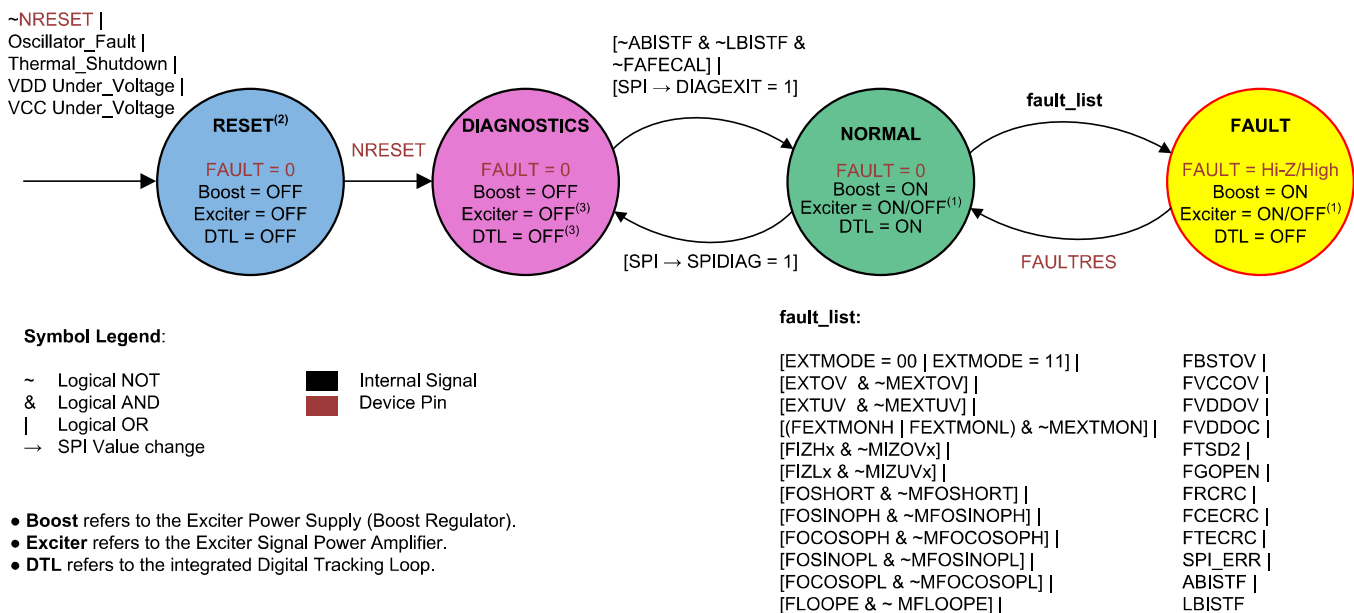 ~NRESET |
Oscillator_Fault |
Thermal_Shutdown |
VDD Under_Voltage |
VCC Under_Voltage
RESET(2)
FAULT = 0
Boost = OFF
Exciter = OFF
DTL = OFF
NRESET
DIAGNOSTICS
FAULT = 0
Boost = OFF
Exciter = OFF(3)
DTL = OFF(3)
[~ABISTF & ~LBISTF &
~FAFECAL] |
[SPI → DIAGEXIT = 1]
[SPI → SPIDIAG = 1]
NORMAL
FAULT = 0
Boost = ON
Exciter = ON/OFF(1)
DTL = ON
fault_list
FAULTRES
FAULT
FAULT = Hi-Z/High
Boost = ON
Exciter = ON/OFF(1)
DTL = OFF
Symbol Legend:
~ Logical NOT
& Logical AND
| Logical OR
→ SPI Value change
Internal Signal
Device Pin
● Boost refers to the Exciter Power Supply (Boost Regulator).
● Exciter refers to the Exciter Signal Power Amplifier.
● DTL refers to the integrated Digital Tracking Loop.
fault_list:
[EXTMODE = 00 | EXTMODE = 11] |
[EXTOV & ~MEXTOV] |
[EXTUV & ~MEXTUV] |
[(FEXTMONH | FEXTMONL) & ~MEXTMON] |
[FIZHx & ~MIZOVx] |
[FIZLx & ~MIZUVx] |
[FOSHORT & ~MFOSHORT] |
[FOSINOPH & ~MFOSINOPH] |
[FOCOSOPH & ~MFOCOSOPH] |
[FOSINOPL & ~MFOSINOPL] |
[FOCOSOPL & ~MFOCOSOPL] |
[FLOOPE & ~ MFLOOPE] |
FBSTOV |
FVCCOV |
FVDDOV |
FVDDOC |
FTSD2 |
FGOPEN |
FRCRC |
FCECRC |
FTECRC |
SPI_ERR |
ABISTF |
LBISTF